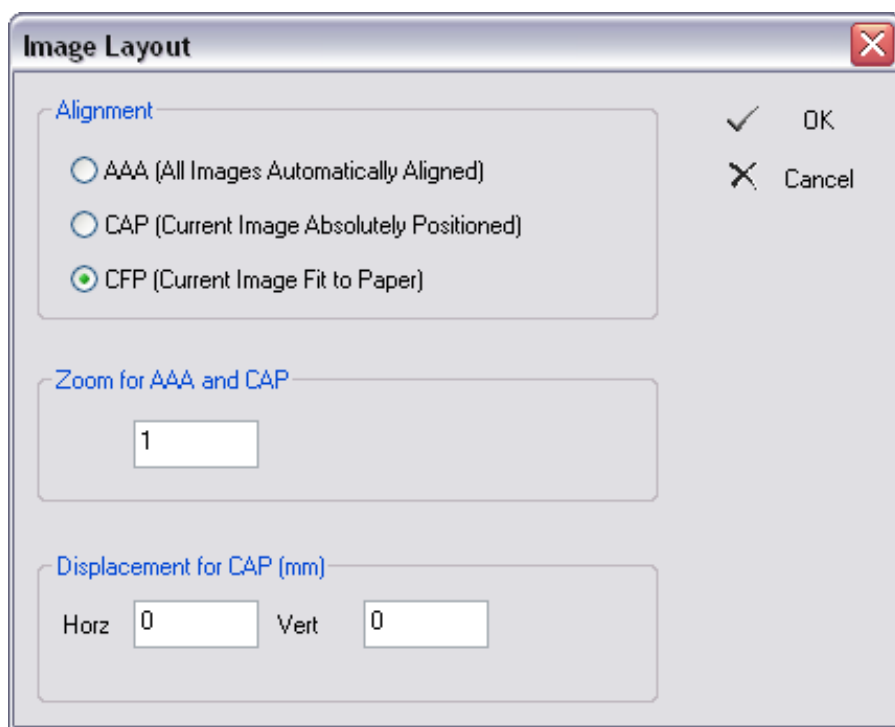 Image Layout
Alignment
AAA (All Images Automatically Aligned)
CAP (Current Image Absolutely Positioned)
CFP (Current Image Fit to Paper)
OK
Cancel
Zoom for AAA and CAP
1
Displacement for CAP (mm)
Horz 0 Vert 0